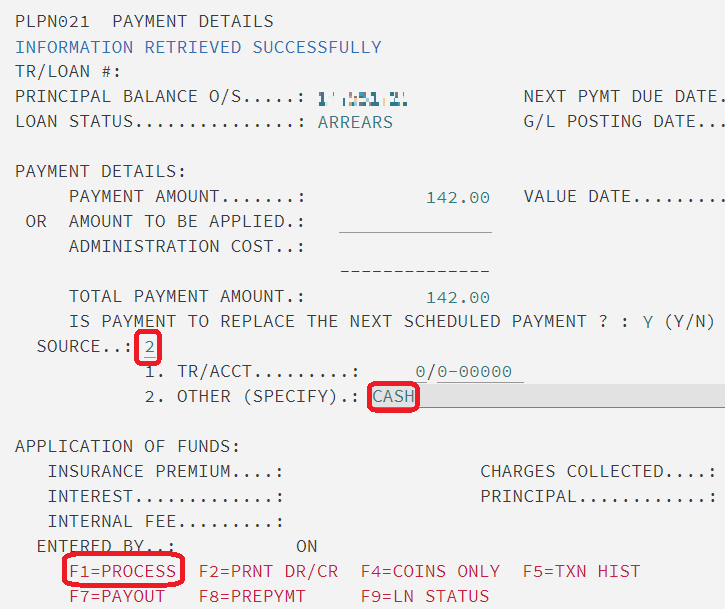 PLPN021 PAYMENT DETAILS
INFORMATION RETRIEVED SUCCESSFULLY
TR/LOAN #:
PRINCIPAL BALANCE O/S.....: NEXT PYMT DUE DATE.
LOAN STATUS...............: ARREARS G/L POSTING DATE...
PAYMENT DETAILS:
PAYMENT AMOUNT.......: 142.00 VALUE DATE.........
OR AMOUNT TO BE APPLIED.:
ADMINISTRATION COST..:
--------------
TOTAL PAYMENT AMOUNT.: 142.00
IS PAYMENT TO REPLACE THE NEXT SCHEDULED PAYMENT ? : Y (Y/N)
SOURCE..: 2
1. TR/ACCT.........: 0/0-00000
2. OTHER (SPECIFY).: CASH
APPLICATION OF FUNDS:
INSURANCE PREMIUM....: CHARGES COLLECTED....:
INTEREST.............: PRINCIPAL............:
INTERNAL FEE.........:
ENTERED BY..: ON
F1=PROCESS F2=PRNT DR/CR F4=COINS ONLY F5=TXN HIST
F7=PAYOUT F8=PREPYMT F9=LN STATUS